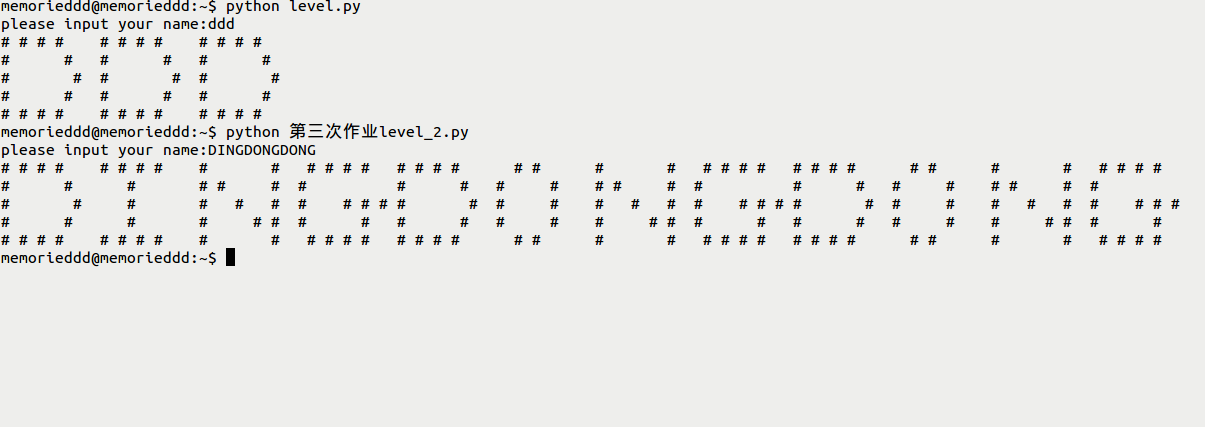 memorieddd@memorieddd:~$ python level.py
please input your name:ddd
# # # #    # # # #    # # # #
#      #   #      #   #      #
#       #  #       #  #       #
#      #   #      #   #      #
# # # #    # # # #    # # # #
memorieddd@memorieddd:~$ python 第三次作业level_2.py
please input your name:DINGDONGDONG
# # # #    # # # #    #       #   # # # #   # # # #      # #      #       #   # # # #   # # # #      # #      #       #   # # # #
#      #      #       # #     #  #          #      #   #     #    # #     #  #          #      #   #     #    # #     #  #
#       #     #       #   #   #  #    # # # #       #  #     #    #   #   #  #    # # # #       #  #     #    #   #   #  #    # # #
#      #      #       #     # #  #      #   #      #   #     #    #     # #  #      #   #      #   #     #    #     # #  #      #
# # # #    # # # #    #       #   # # # #   # # # #      # #      #       #   # # # #   # # # #      # #      #       #   # # # #
memorieddd@memorieddd:~$